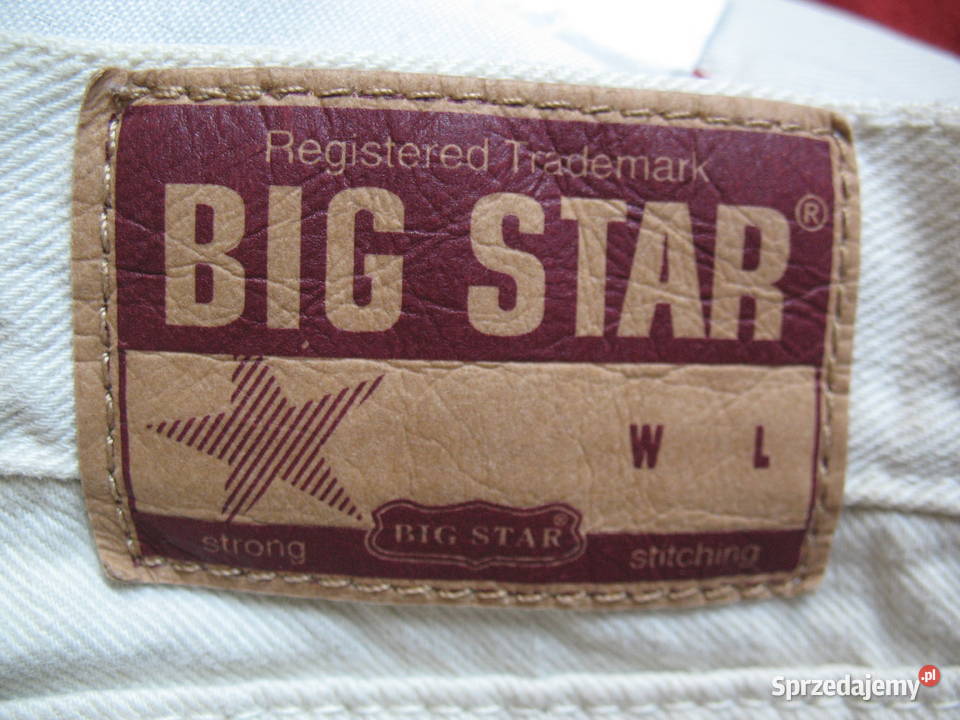 Registered Trademark
BIG STAR®
W L
strong BIG STAR® stitching
Sprzedajemy.pl